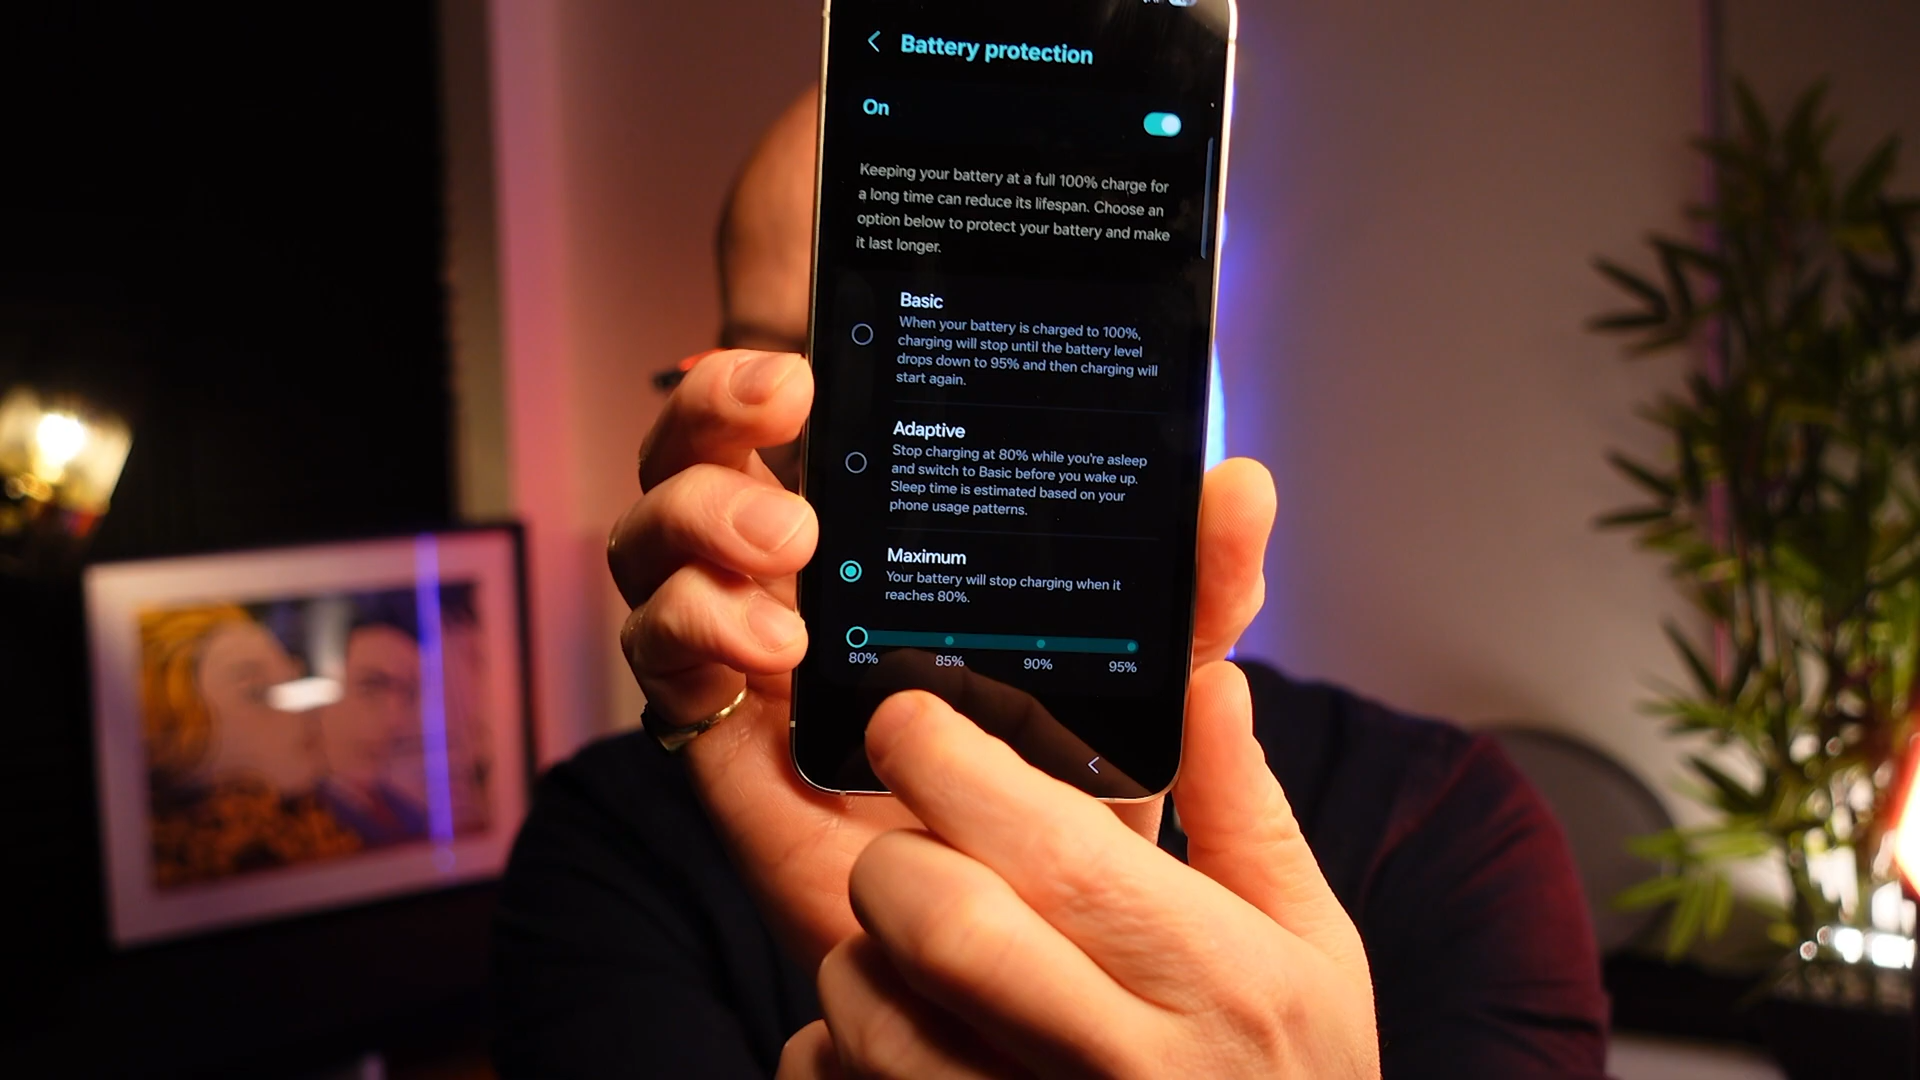 Battery protection
On
Keeping your battery at a full 100% charge for
a long time can reduce its lifespan. Choose an
option below to protect your battery and make
it last longer.
Basic
When your battery is charged to 100%,
charging will stop until the battery level
drops down to 95% and then charging will
start again.
Adaptive
Stop charging at 80% while you're asleep
and switch to Basic before you wake up.
Sleep time is estimated based on your
phone usage patterns.
Maximum
Your battery will stop charging when it
reaches 80%.
80% 85% 90% 95%